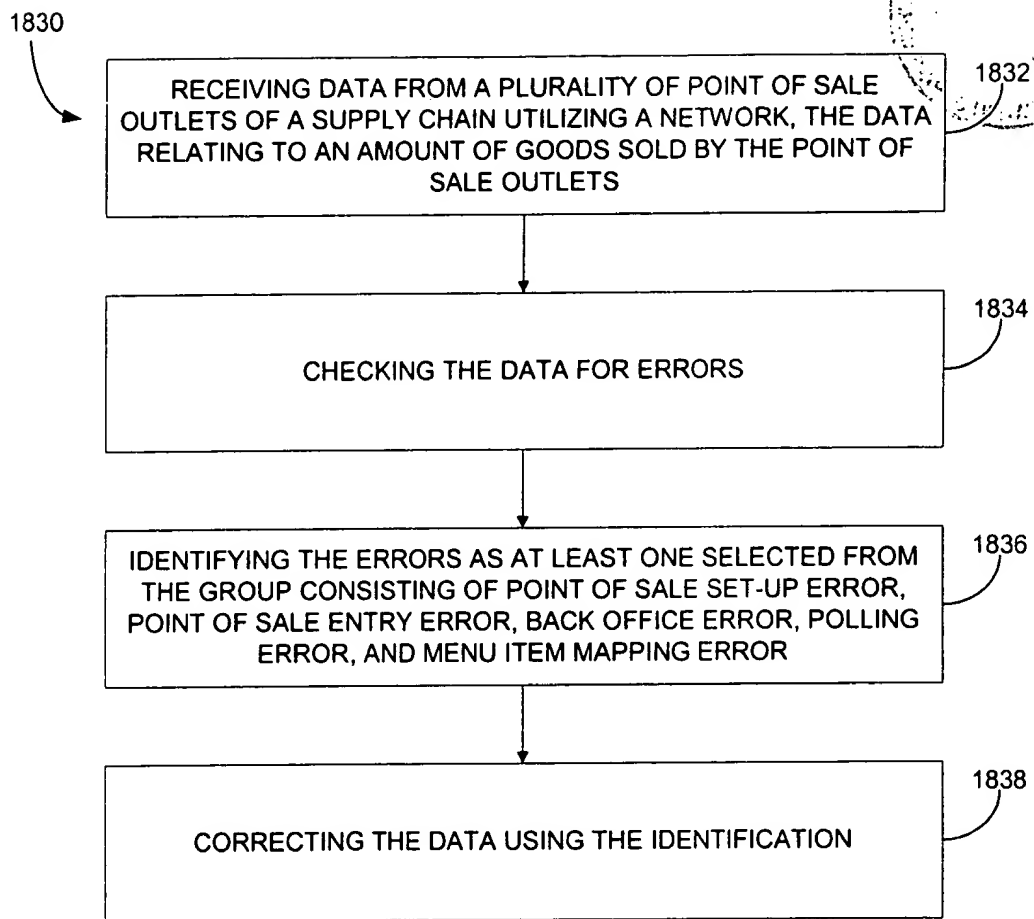 1830
RECEIVING DATA FROM A PLURALITY OF POINT OF SALE
OUTLETS OF A SUPPLY CHAIN UTILIZING A NETWORK, THE DATA
RELATING TO AN AMOUNT OF GOODS SOLD BY THE POINT OF
SALE OUTLETS
1832
CHECKING THE DATA FOR ERRORS
1834
IDENTIFYING THE ERRORS AS AT LEAST ONE SELECTED FROM
THE GROUP CONSISTING OF POINT OF SALE SET-UP ERROR,
POINT OF SALE ENTRY ERROR, BACK OFFICE ERROR, POLLING
ERROR, AND MENU ITEM MAPPING ERROR
1836
CORRECTING THE DATA USING THE IDENTIFICATION
1838